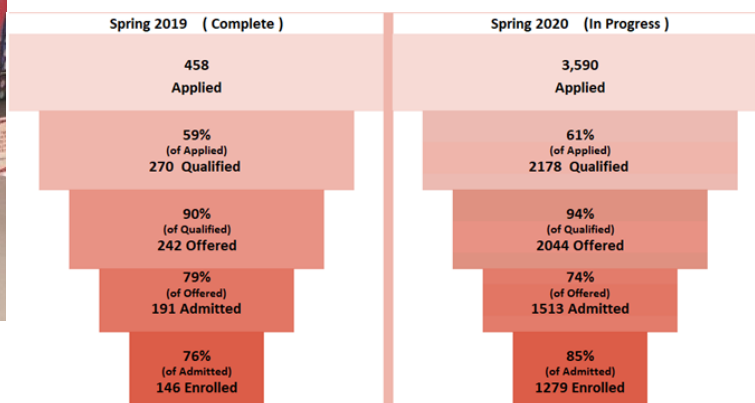 Spring 2019 ( Complete )
458
Applied
59%
(of Applied)
270 Qualified
90%
(of Qualified)
242 Offered
79%
(of Offered)
191 Admitted
76%
(of Admitted)
146 Enrolled
Spring 2020 (In Progress )
3,590
Applied
61%
(of Applied)
2178 Qualified
94%
(of Qualified)
2044 Offered
74%
(of Offered)
1513 Admitted
85%
(of Admitted)
1279 Enrolled